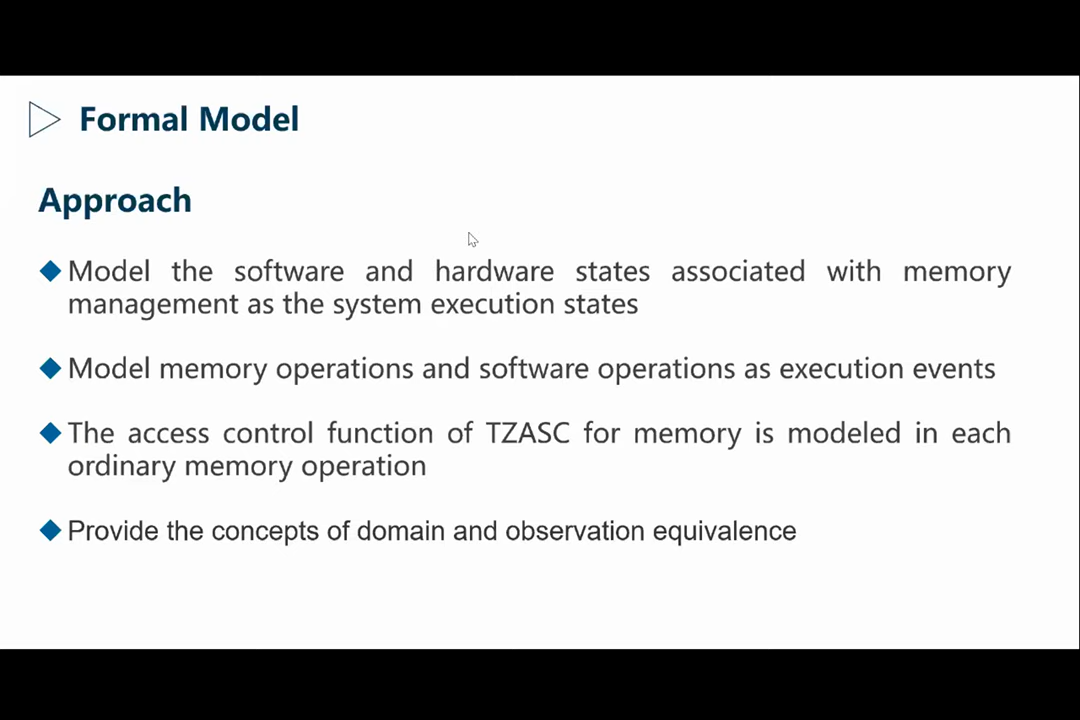 Formal Model
Approach
Model the software and hardware states associated with memory
management as the system execution states
Model memory operations and software operations as execution events
The access control function of TZASC for memory is modeled in each
ordinary memory operation
Provide the concepts of domain and observation equivalence